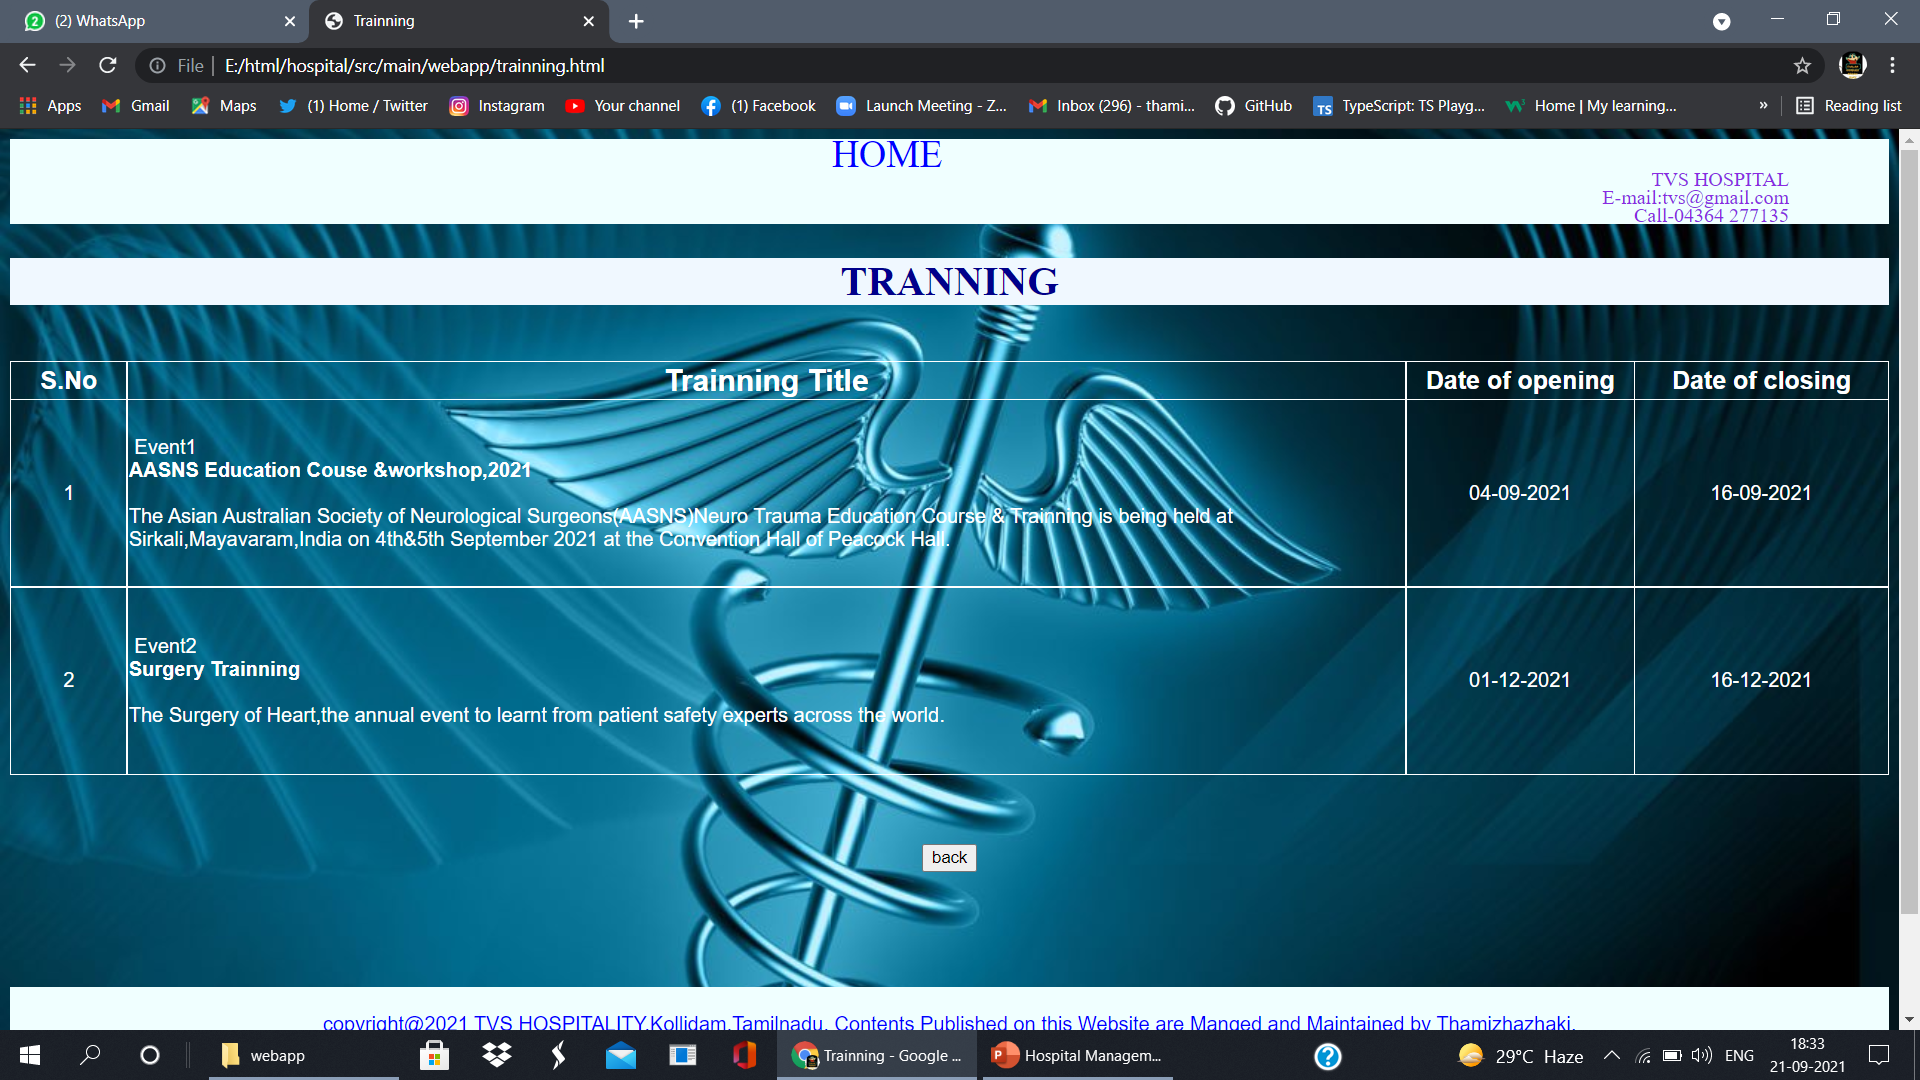 (2) WhatsApp
Trainning
File
E:/html/hospital/src/main/webapp/trainning.html
Apps
Gmail
Maps
(1) Home / Twitter
Instagram
Your channel
(1) Facebook
Launch Meeting - Z...
Inbox (296) - thami...
GitHub
TS
TypeScript: TS Playg...
Home | My learning...
»
Reading list
HOME
TVS HOSPITAL
E-mail:tvs@gmail.com
Call-04364 277135
TRANNING
S.No
Trainning Title
Date of opening
Date of closing
1
Event1
AASNS Education Couse &workshop,2021
The Asian Australian Society of Neurological Surgeons(AASNS)Neuro Trauma Education Course & Trainning is being held at
Sirkali,Mayavaram,India on 4th&5th September 2021 at the Convention Hall of Peacock Hall.
04-09-2021
16-09-2021
2
Event2
Surgery Trainning
The Surgery of Heart,the annual event to learnt from patient safety experts across the world.
01-12-2021
16-12-2021
back
copyright@2021 TVS HOSPITALITY,Kollidam,Tamilnadu. Contents Published on this Website are Manged and Maintained by Thamizhazhaki.
webapp
Trainning - Google ...
Hospital Managem...
29°C Haze
ENG
18:33
21-09-2021